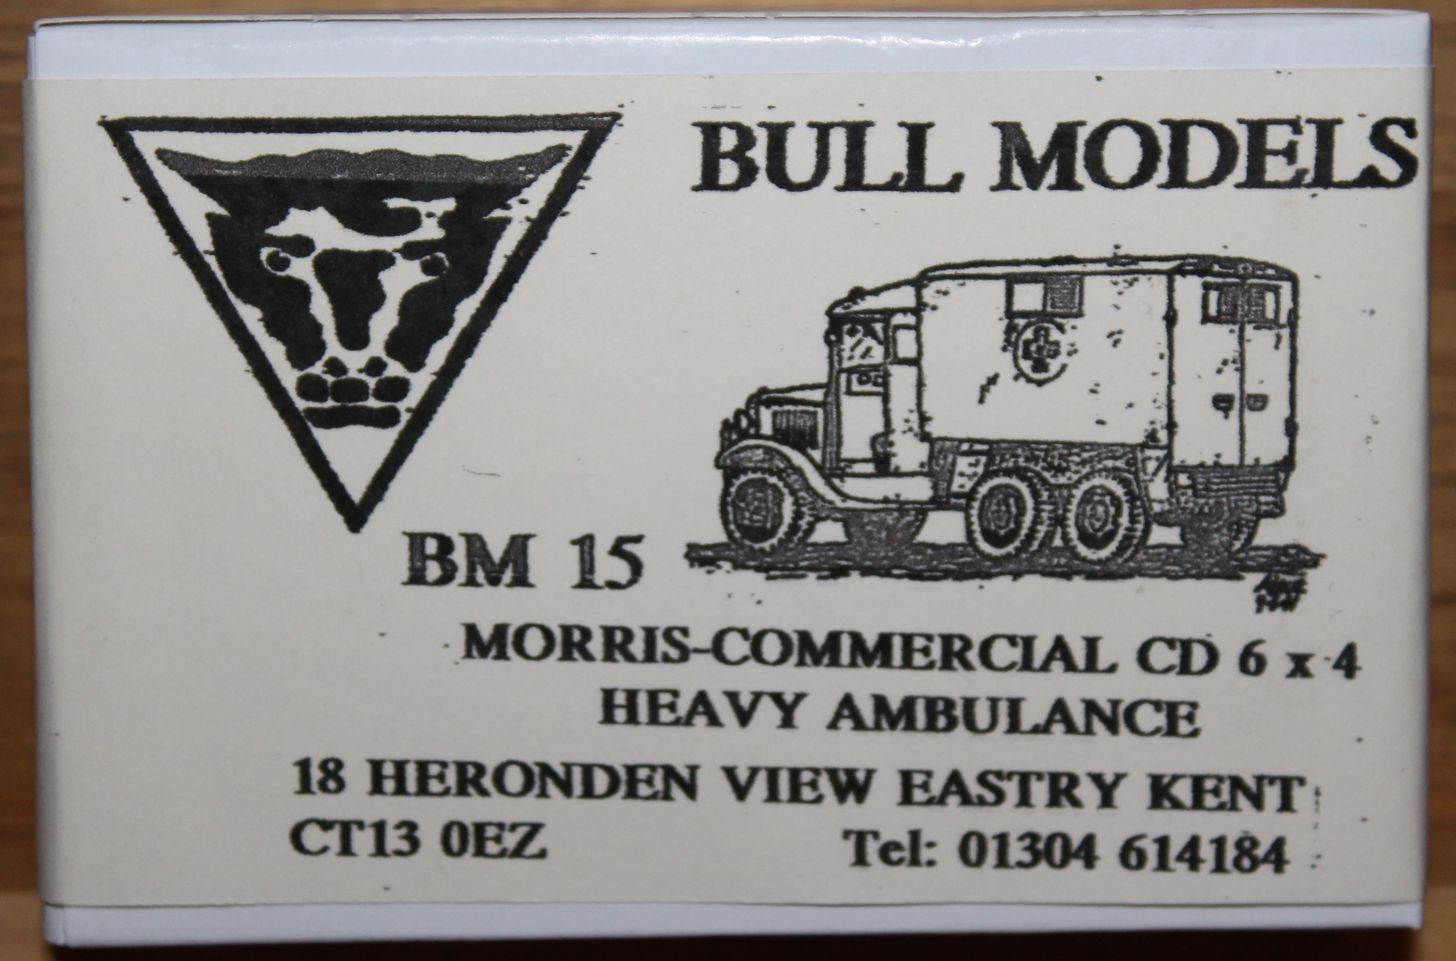 BULL MODELS
BM 15
MORRIS-COMMERCIAL CD 6 x 4
HEAVY AMBULANCE
18 HERONDEN VIEW EASTRY KENT
CT13 0EZ Tel: 01304 614184